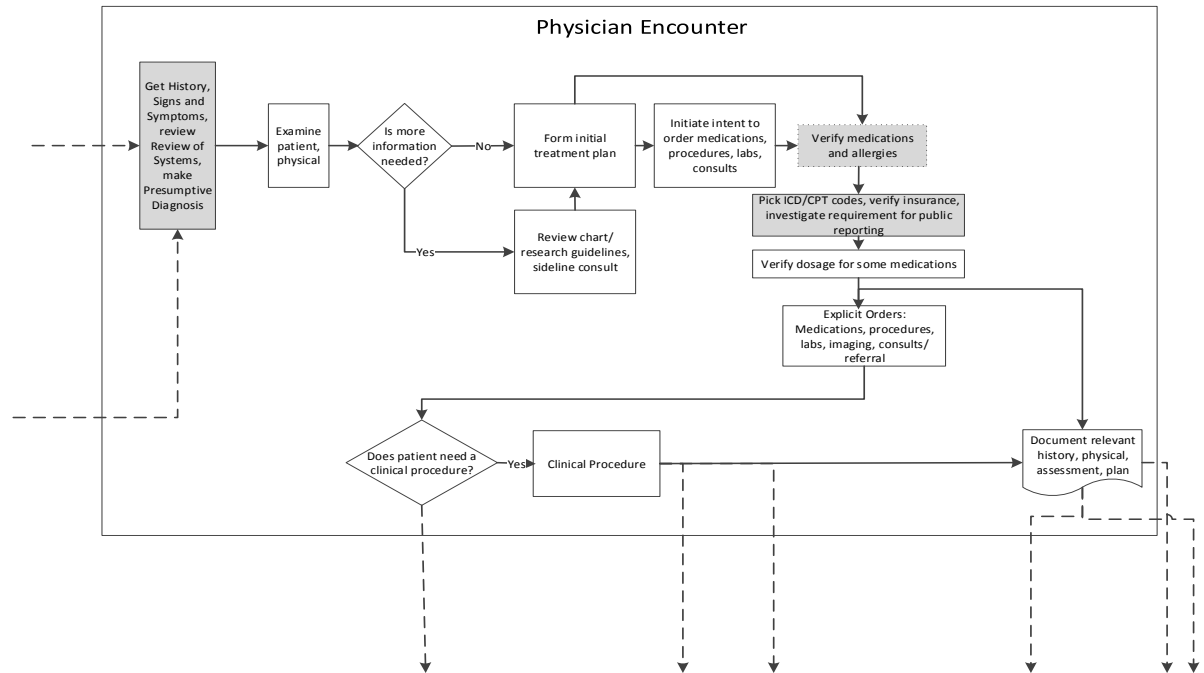 Physician Encounter
Get History,
Signs and
Symptoms,
review
Review of
Systems,
make
Presumptive
Diagnosis
Examine
patient,
physical
Is more
information
needed?
No
Yes
Form initial
treatment plan
Review chart/
research guidelines,
sideline consult
Initiate intent to
order medications,
procedures, labs,
consults
Verify medications
and allergies
Pick ICD/CPT codes, verify insurance,
investigate requirement for public
reporting
Verify dosage for some medications
Explicit Orders:
Medications, procedures,
labs, imaging, consults/
referral
Does patient need a
clinical procedure?
Yes
Clinical Procedure
Document relevant
history, physical,
assessment, plan